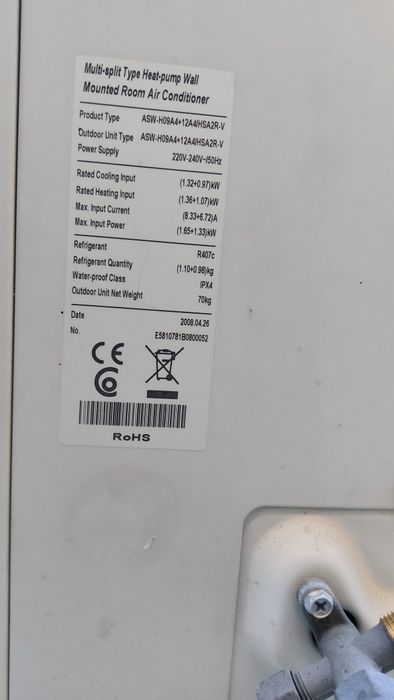 Multi-split Type Heat-pump Wall
Mounted Room Air Conditioner
Product Type ASW-H09A4+12A4/HSA2R-V
Outdoor Unit Type ASW-H09A4+12A4/HSA2R-V
Power Supply 220V-240V~/50Hz
Rated Cooling Input (1.32+0.97)kW
Rated Heating Input (1.36+1.07)kW
Max. Input Current (8.33+6.72)A
Max. Input Power (1.65+1.33)kW
Refrigerant R407c
Refrigerant Quantity (1.10+0.98)kg
Water-proof Class IPX4
Outdoor Unit Net Weight 70kg
Date 2008.04.26
No. E5810781B0800052
CE
RoHS